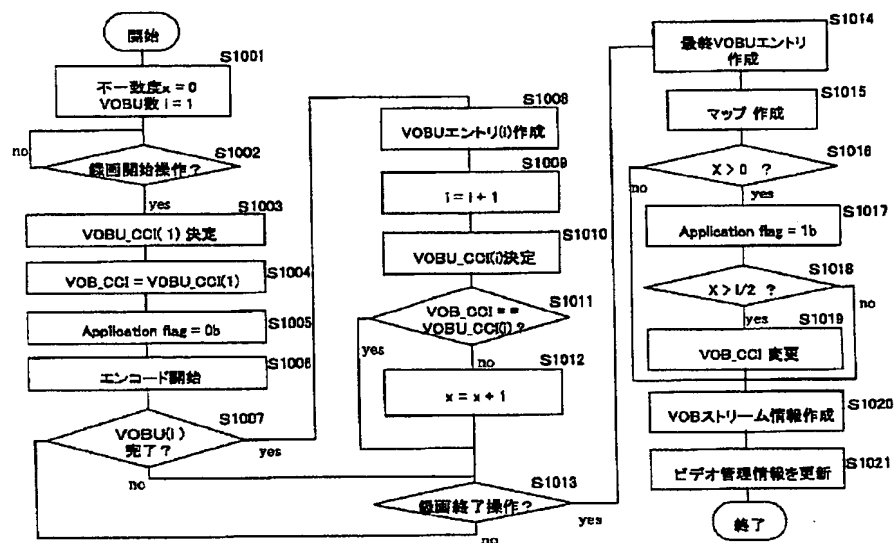 開始
S1001
不一致度x = 0
VOBU数 i = 1
no
S1002
録画開始操作?
yes
S1003
VOBU_CCI( 1) 決定
S1004
VOB_CCI = VOBU_CCI(1)
S1005
Application flag = 0b
S1006
エンコード開始
S1007
VOBU(i)
完了?
yes
no
S1008
VOBUエントリ(i)作成
S1009
i = i + 1
S1010
VOBU_CCI(i)決定
S1011
VOB_CCI = =
VOBU_CCI(i) ?
yes
no
S1012
x = x + 1
S1013
録画終了操作?
yes
no
S1014
最終VOBUエントリ
作成
S1015
マップ 作成
S1016
X > 0 ?
no
yes
S1017
Application flag = 1b
S1018
X > i/2 ?
no
yes
S1019
VOB_CCI 変更
S1020
VOBストリーム情報作成
S1021
ビデオ管理情報を更新
終了